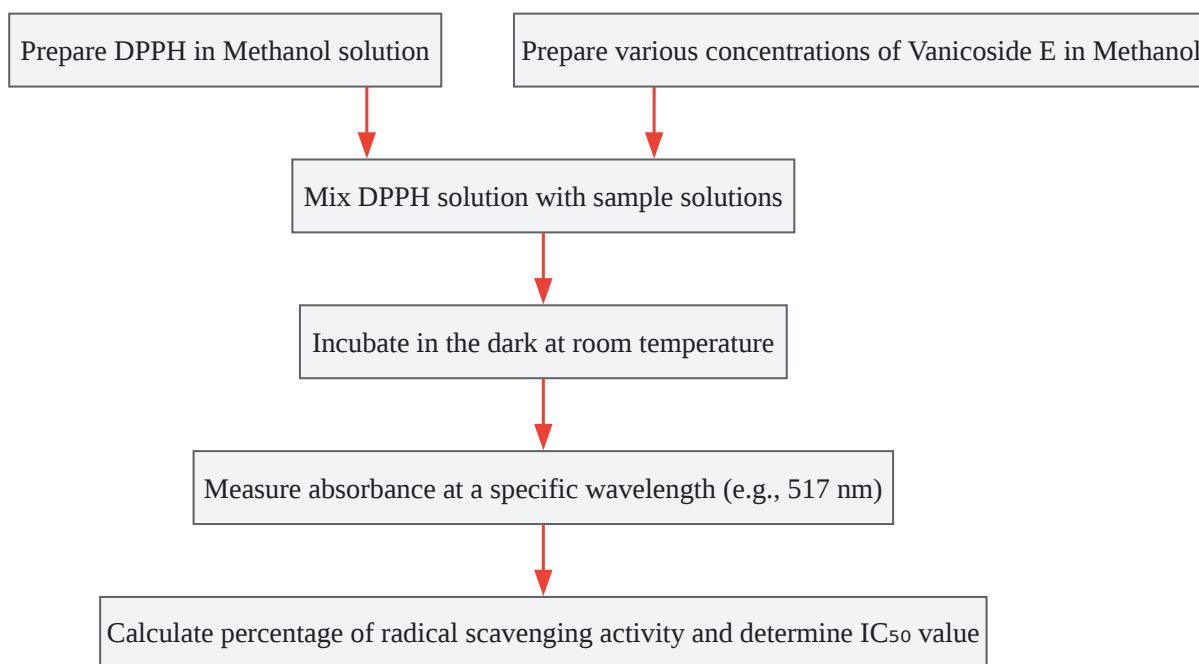 Prepare DPPH in Methanol solution
Prepare various concentrations of Vanicoside E in Methanol
Mix DPPH solution with sample solutions
Incubate in the dark at room temperature
Measure absorbance at a specific wavelength (e.g., 517 nm)
Calculate percentage of radical scavenging activity and determine IC₅₀ value